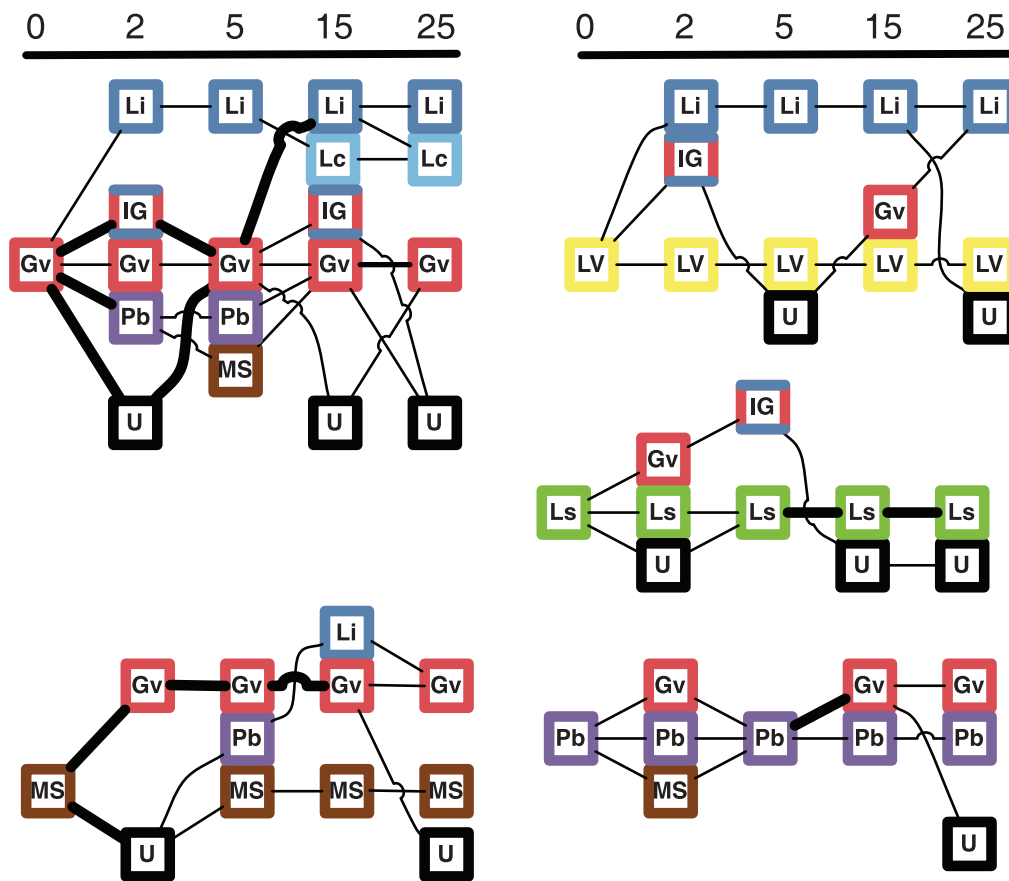 0 2 5 15 25
Li Li Li Li
Lc Lc
IG IG
Gv Gv Gv Gv Gv
Pb Pb
MS
U U U
0 2 5 15 25
Li Li Li Li
IG
Gv
LV LV LV LV LV
U U
IG
Gv
Ls Ls Ls Ls Ls
U U U
Li
Gv Gv Gv Gv
Pb
MS MS MS MS
U U
Gv Gv Gv
Pb Pb Pb Pb Pb
MS
U